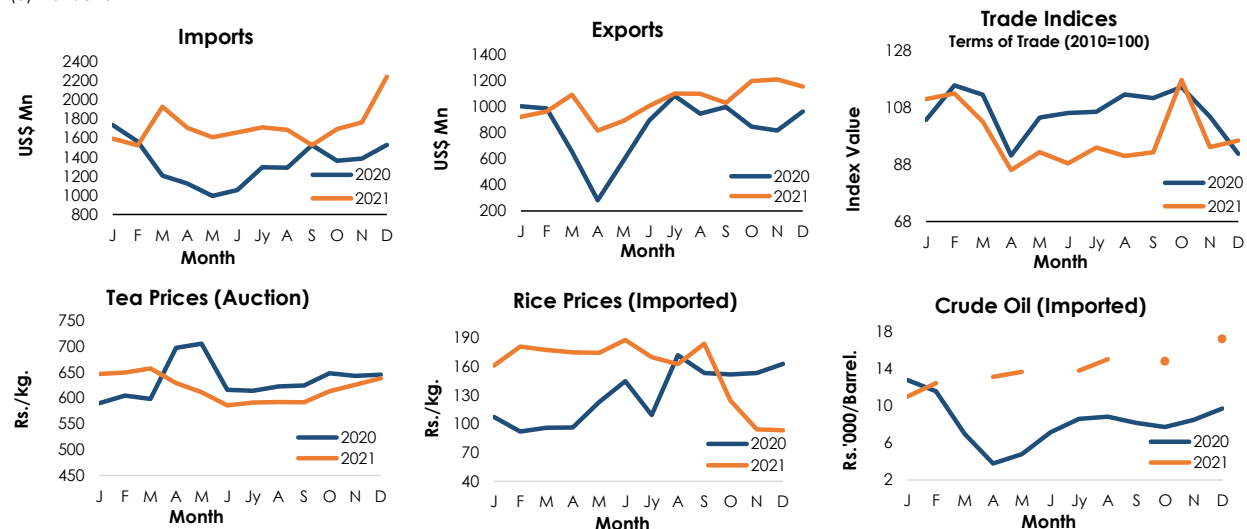 Imports
US$ Mn
2400
2200
2000
1800
1600
1400
1200
1000
800
2020
2021
J F M A M J Jy A S O N D
Month
Exports
US$ Mn
1400
1200
1000
800
600
400
200
2020
2021
J F M A M J Jy A S O N D
Month
Trade Indices
Terms of Trade (2010=100)
Index Value
128
108
88
68
2020
2021
J F M A M J Jy A S O N D
Month
Tea Prices (Auction)
Rs./kg.
750
700
650
600
550
500
450
2020
2021
J F M A M J Jy A S O N D
Month
Rice Prices (Imported)
Rs./kg.
190
160
130
100
70
40
2020
2021
J F M A M J Jy A S O N D
Month
Crude Oil (Imported)
Rs.'000/Barrel.
18
14
10
6
2
2020
2021
J F M A M J Jy A S O N D
Month